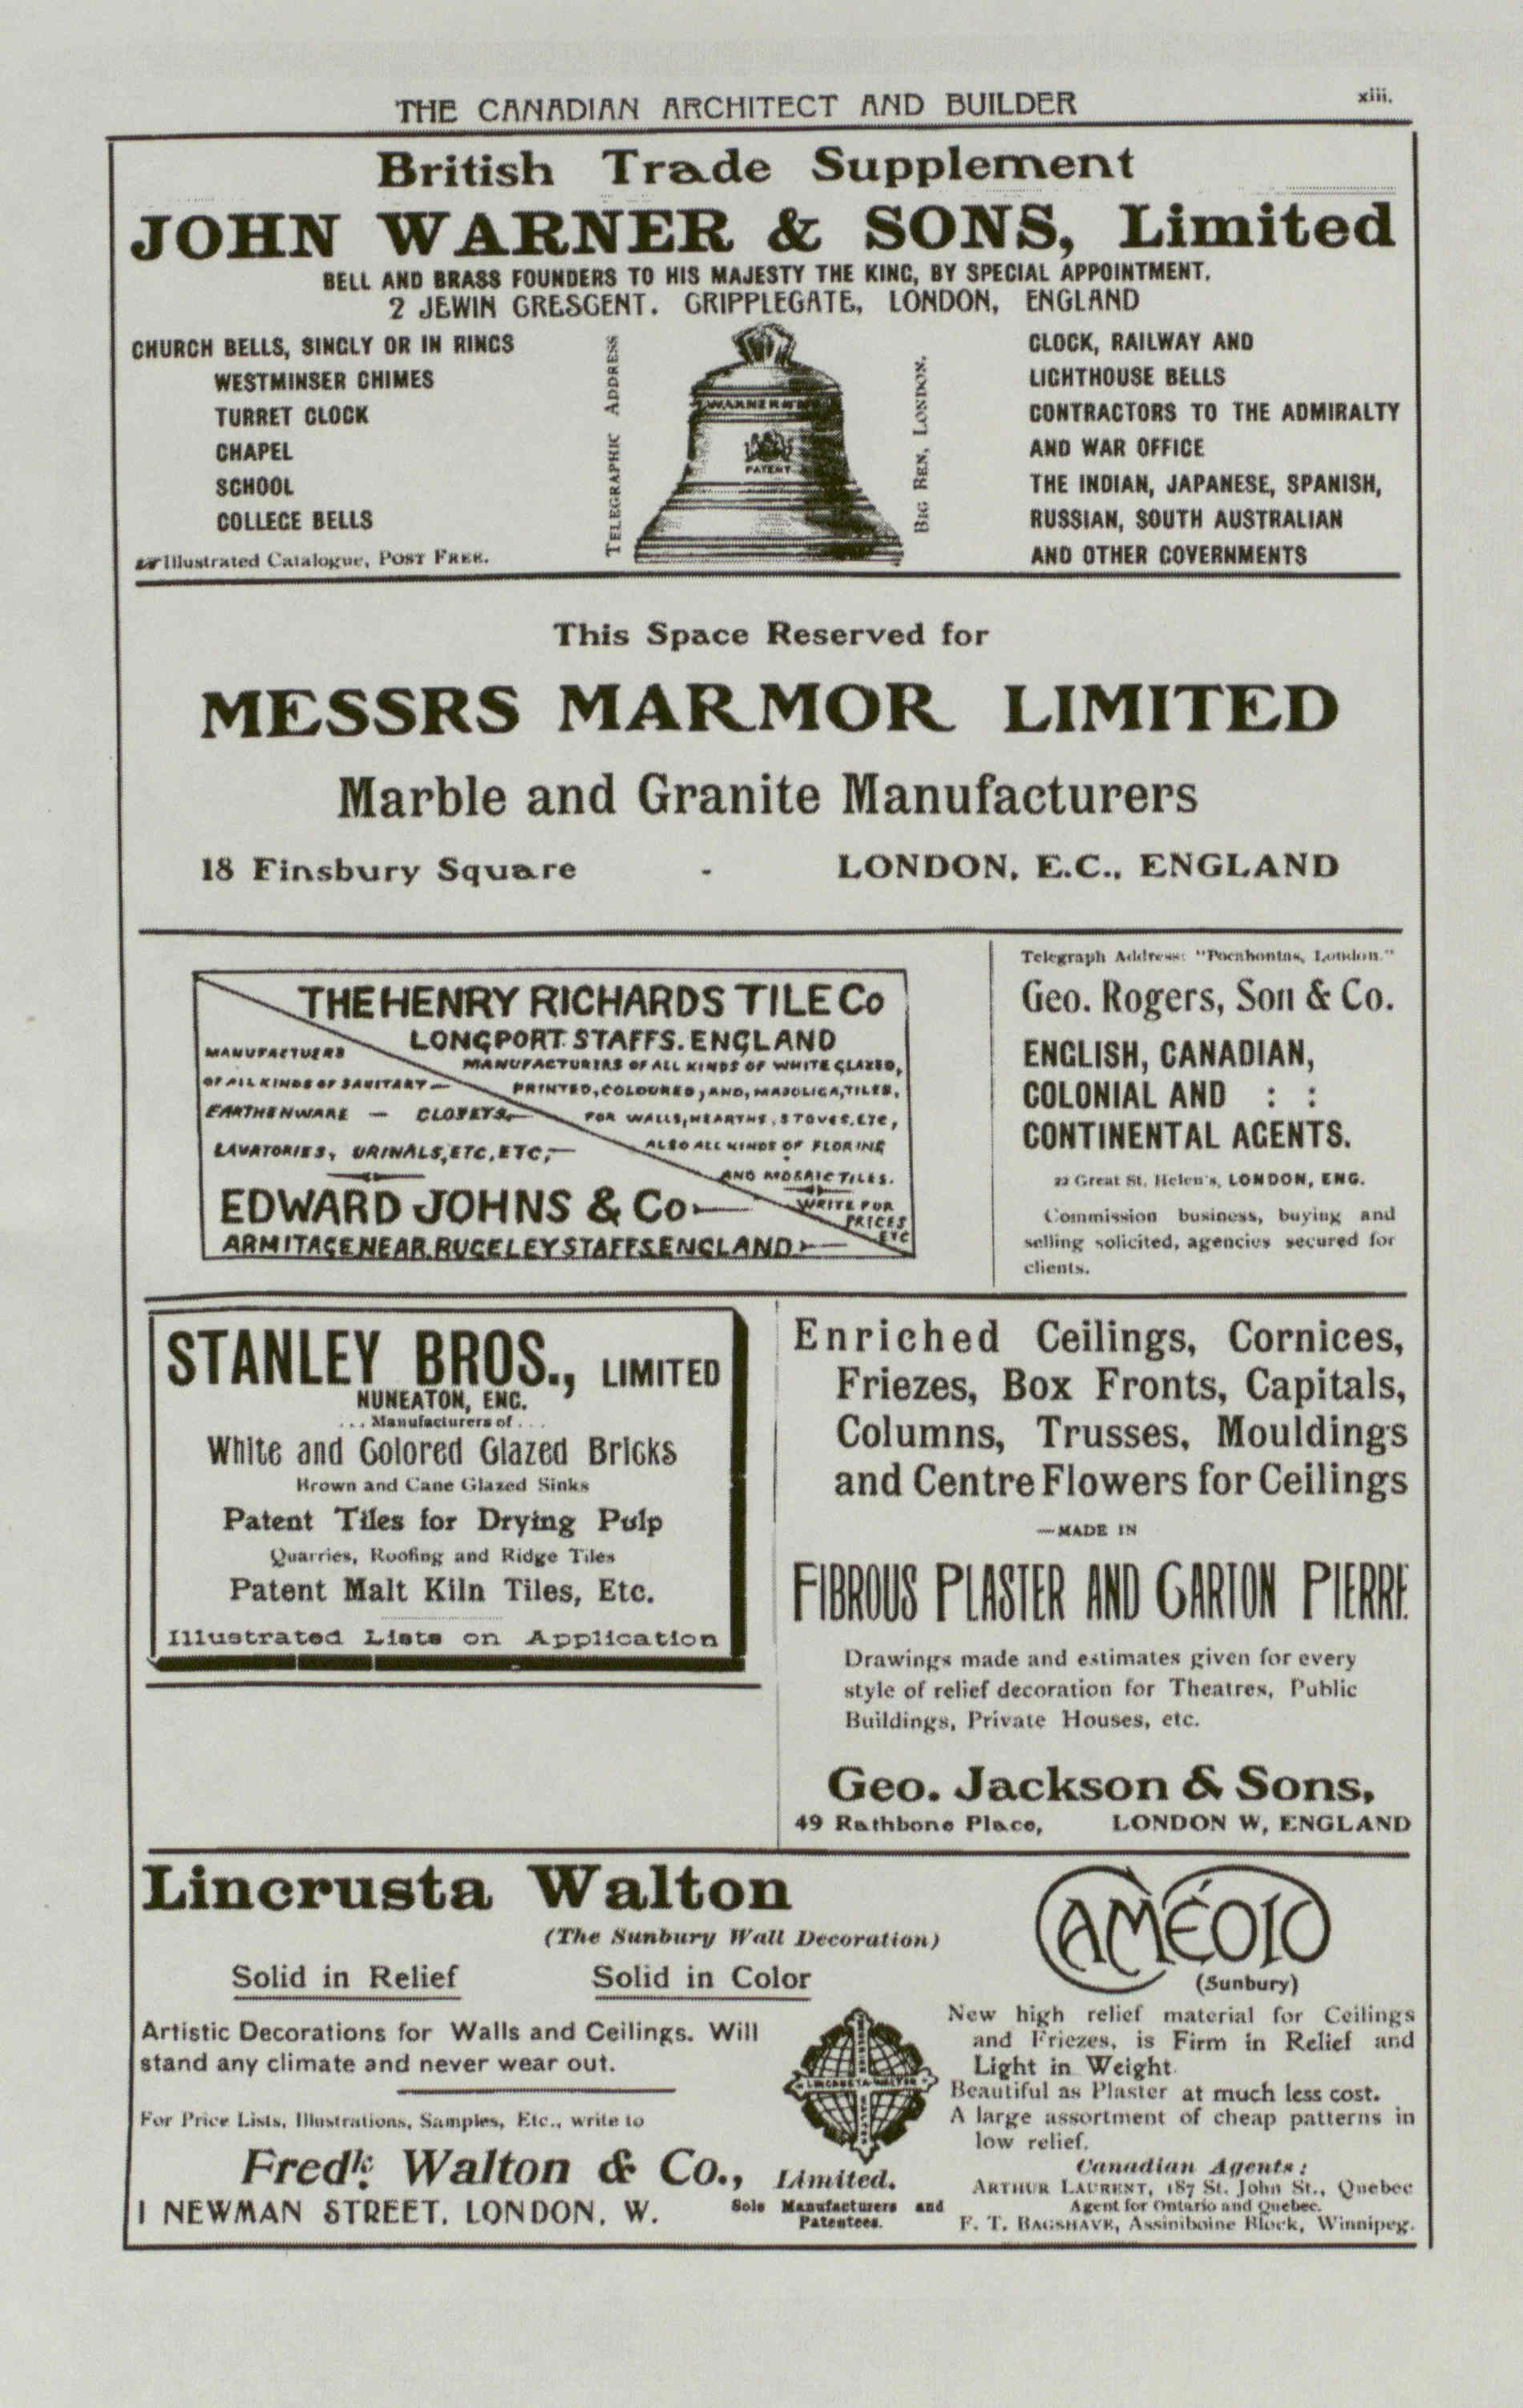 THE CANADIAN ARCHITECT AND BUILDER
xiii.
British Trade Supplement
JOHN WARNER & SONS, Limited
BELL AND BRASS FOUNDERS TO HIS MAJESTY THE KING, BY SPECIAL APPOINTMENT.
2 JEWIN CRESCENT. CRIPPLEGATE, LONDON, ENGLAND
CHURCH BELLS, SINGLY OR IN RINGS
WESTMINSER CHIMES
TURRET CLOCK
CHAPEL
SCHOOL
COLLEGE BELLS
Illustrated Catalogue, POST FREE.
TELEGRAPHIC ADDRESS
WARNER
PATENT
BIG BEN, LONDON.
CLOCK, RAILWAY AND
LIGHTHOUSE BELLS
CONTRACTORS TO THE ADMIRALTY
AND WAR OFFICE
THE INDIAN, JAPANESE, SPANISH,
RUSSIAN, SOUTH AUSTRALIAN
AND OTHER GOVERNMENTS
This Space Reserved for
MESSRS MARMOR LIMITED
Marble and Granite Manufacturers
18 Finsbury Square - LONDON, E.C., ENGLAND
THE HENRY RICHARDS TILE Co
LONGPORT. STAFFS. ENGLAND
MANUFACTURERS OF ALL KINDS OF WHITE GLAZED,
PRINTED, COLOURED, AND, MAJOLICA, TILES,
FOR WALLS, HEARTHS, STOVES, ETC,
ALSO ALL KINDS OF FLORING
AND MOSAIC TILES.
WRITE FOR
PRICES
ETC
MANUFACTUERS
OF ALL KINDS OF SANITARY —
EARTHENWARE — CLOSETS,—
LAVATORIES, URINALS, ETC, ETC,—
EDWARD JOHNS & Co—
ARMITAGE NEAR. RUGELEY STAFFS ENGLAND—
Telegraph Address: "Pocahontas, London."
Geo. Rogers, Son & Co.
ENGLISH, CANADIAN,
COLONIAL AND : :
CONTINENTAL AGENTS.
22 Great St. Helen's, LONDON, ENG.
Commission business, buying and
selling solicited, agencies secured for
clients.
STANLEY BROS., LIMITED
NUNEATON, ENG.
... Manufacturers of ...
White and Colored Glazed Bricks
Brown and Cane Glazed Sinks
Patent Tiles for Drying Pulp
Quarries, Roofing and Ridge Tiles
Patent Malt Kiln Tiles, Etc.
Illustrated Lists on Application
Enriched Ceilings, Cornices,
Friezes, Box Fronts, Capitals,
Columns, Trusses, Mouldings
and Centre Flowers for Ceilings
—MADE IN
FIBROUS PLASTER AND CARTON PIERRE
Drawings made and estimates given for every
style of relief decoration for Theatres, Public
Buildings, Private Houses, etc.
Geo. Jackson & Sons,
49 Rathbone Place, LONDON W, ENGLAND
Lincrusta Walton
(The Sunbury Wall Decoration)
Solid in Relief Solid in Color
Artistic Decorations for Walls and Ceilings. Will
stand any climate and never wear out.
For Price Lists, Illustrations, Samples, Etc., write to
Fredk. Walton & Co., Limited.
1 NEWMAN STREET, LONDON, W.
Sole Manufacturers and
Patentees.
LINCRUSTA-WALTON
CAMÉOID
(Sunbury)
New high relief material for Ceilings
and Friezes, is Firm in Relief and
Light in Weight.
Beautiful as Plaster at much less cost.
A large assortment of cheap patterns in
low relief.
Canadian Agents:
ARTHUR LAURENT, 187 St. John St., Quebec
Agent for Ontario and Quebec.
F. T. BAGSHAVE, Assiniboine Block, Winnipeg.